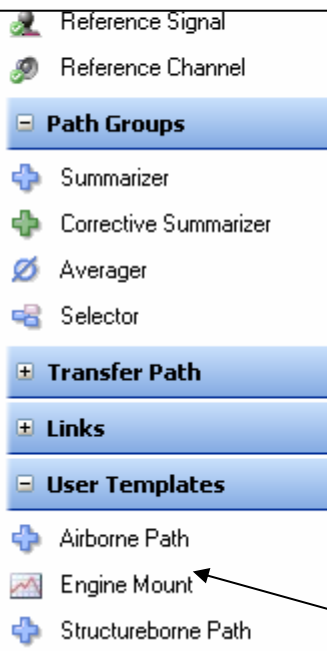 Reference Signal
Reference Channel
Path Groups
Summarizer
Corrective Summarizer
Averager
Selector
Transfer Path
Links
User Templates
Airborne Path
Engine Mount
Structureborne Path